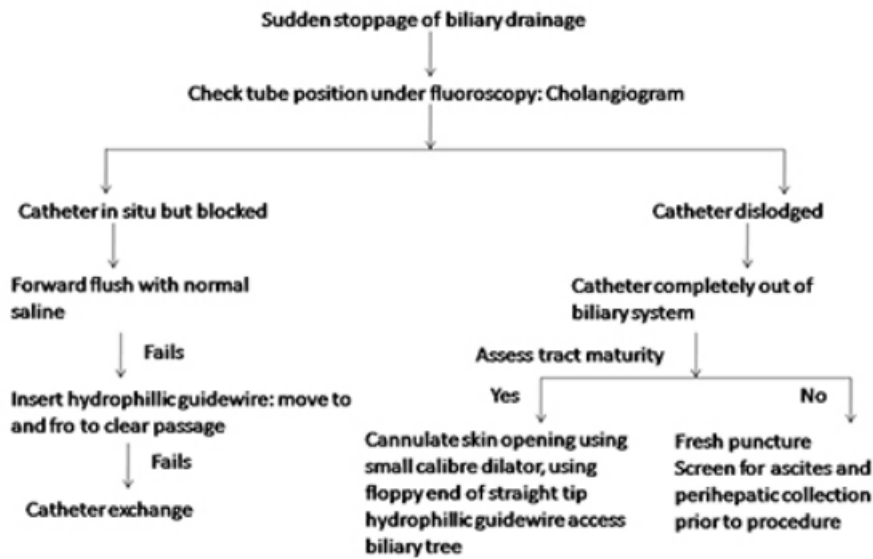 Sudden stoppage of biliary drainage
Check tube position under fluoroscopy: Cholangiogram
Catheter in situ but blocked
Catheter dislodged
Forward flush with normal
saline
Catheter completely out of
biliary system
Fails
Assess tract maturity
Insert hydrophillic guidewire: move to
and fro to clear passage
Yes
No
Fails
Cannulate skin opening using
small calibre dilator, using
floppy end of straight tip
hydrophillic guidewire access
biliary tree
Fresh puncture
Screen for ascites and
perihepatic collection
prior to procedure
Catheter exchange